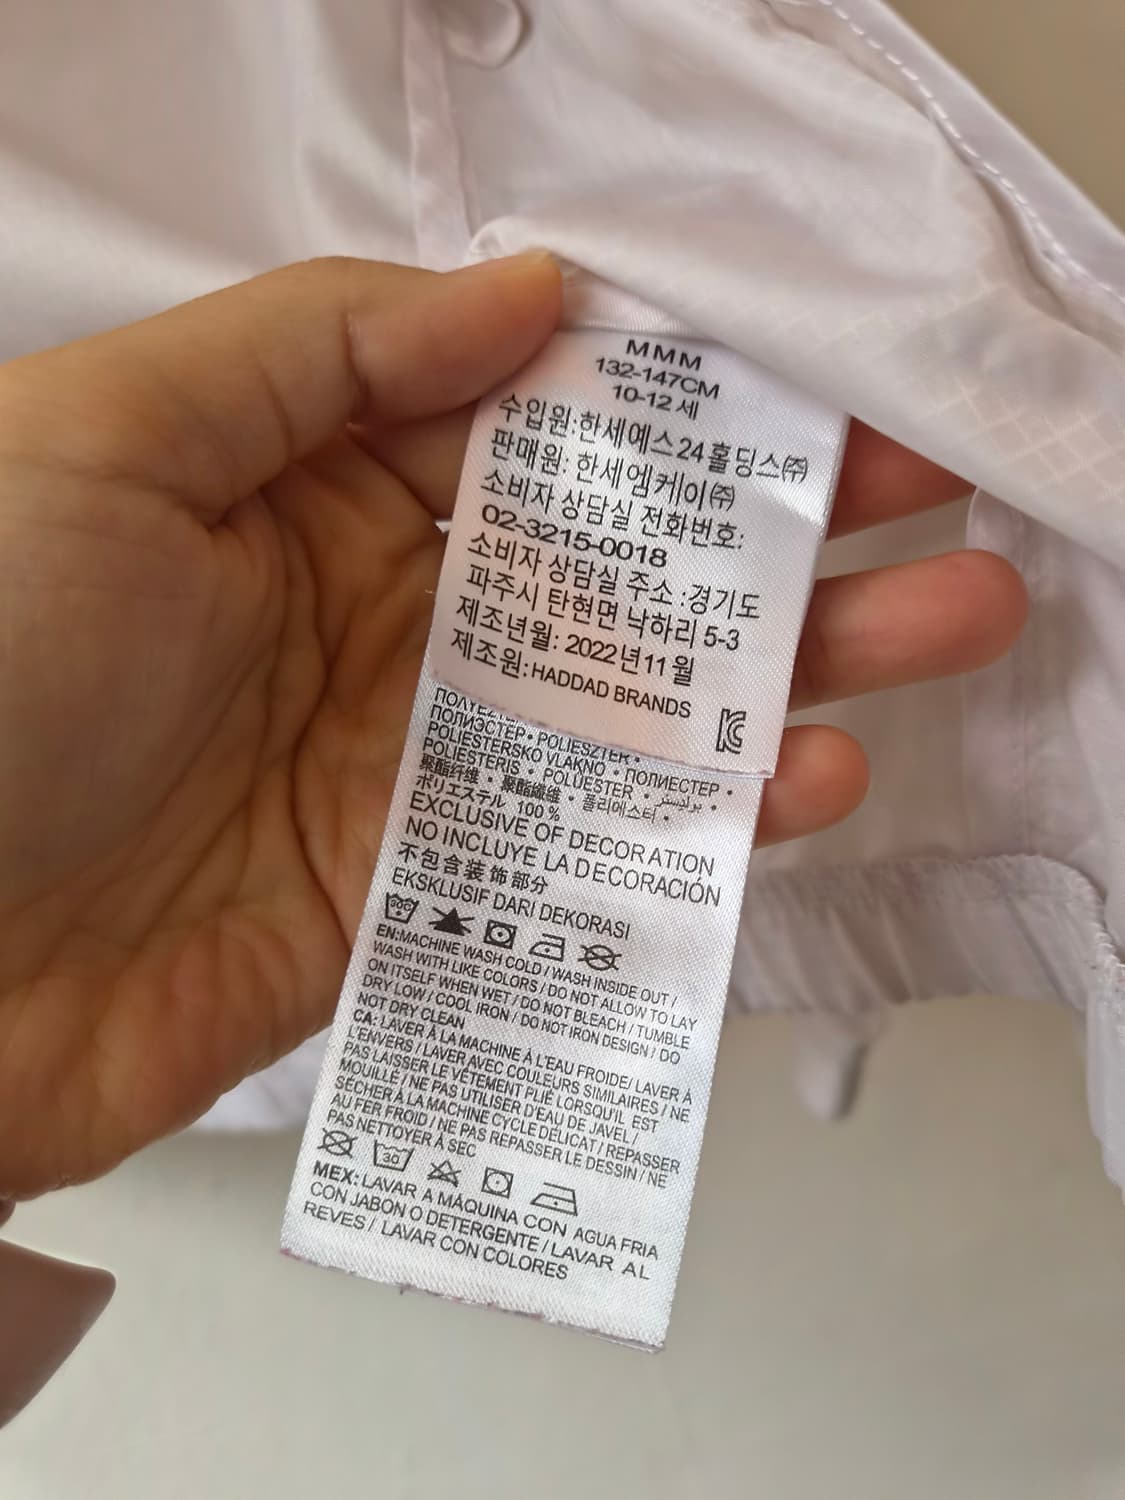 MMM
132-147CM
10-12 세
수입원:한세예스24홀딩스㈜
판매원: 한세엠케이㈜
소비자 상담실 전화번호:
02-3215-0018
소비자 상담실 주소 :경기도
파주시 탄현면 낙하리 5-3
제조년월: 2022년11월
제조원:HADDAD BRANDS
ПОЛИЭСТЕР • POLIESZTER •
POLIESTERSKO VLAKNO • ПОЛИЕСТЕР •
POLIESTERIS • POLUESTER •
聚酯纤维 • 聚酯纖維 • 폴리에스터 •
ポリエステル 100 %
EXCLUSIVE OF DECORATION
NO INCLUYE LA DECORACIÓN
不包含装饰部分
EKSKLUSIF DARI DEKORASI
30C
EN:MACHINE WASH COLD / WASH INSIDE OUT /
WASH WITH LIKE COLORS / DO NOT ALLOW TO LAY
ON ITSELF WHEN WET / DO NOT BLEACH / TUMBLE
DRY LOW / COOL IRON / DO NOT IRON DESIGN / DO
NOT DRY CLEAN
CA: LAVER À LA MACHINE À L'EAU FROIDE/ LAVER À
L'ENVERS / LAVER AVEC COULEURS SIMILAIRES / NE
PAS LAISSER LE VÊTEMENT PLIÉ LORSQU'IL EST
MOUILLÉ / NE PAS UTILISER D'EAU DE JAVEL /
SÉCHER À LA MACHINE CYCLE DÉLICAT / REPASSER
AU FER FROID / NE PAS REPASSER LE DESSIN / NE
PAS NETTOYER À SEC
30
MEX: LAVAR A MÁQUINA CON AGUA FRIA
CON JABON O DETERGENTE / LAVAR AL
REVES / LAVAR CON COLORES